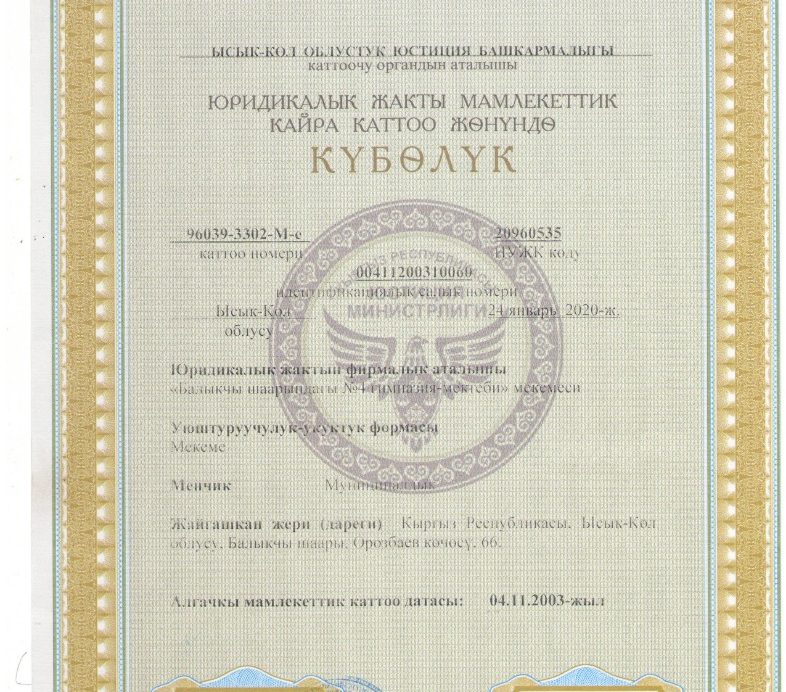 ЫСЫК-КӨЛ ОБЛУСТУК ЮСТИЦИЯ БАШКАРМАЛЫГЫ
каттоочу органдын аталышы
ЮРИДИКАЛЫК ЖАКТЫ МАМЛЕКЕТТИК
КАЙРА КАТТОО ЖӨНҮНДӨ
КҮБӨЛҮК
96039-3302-М-е 20960535
каттоо номери ИУЖК коду
00411200310060
идентификациялык салык номери
КЫРГЫЗ РЕСПУБЛИКАСЫ
МИНИСТРЛИГИ
Ысык-Көл 24 январь 2020-ж.
облусу
Юридикалык жактын фирмалык аталышы
«Балыкчы шаарындагы №4 гимназия-мектеби» мекемеси
Уюштуруучулук-укуктук формасы
Мекеме
Менчик Муниципалдык
Жайгашкан жери (дареги) Кыргыз Республикасы, Ысык-Көл
облусу, Балыкчы шаары, Орозбаев көчөсү, 66.
Алгачкы мамлекеттик каттоо датасы: 04.11.2003-жыл